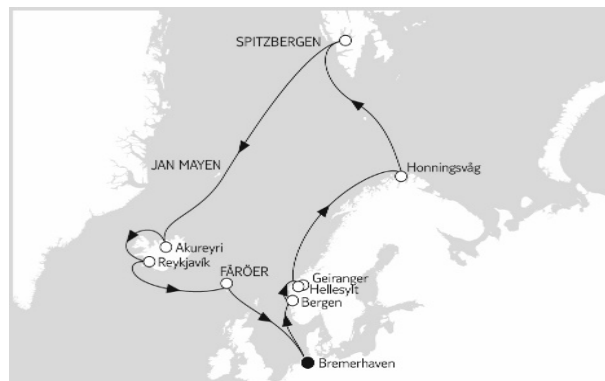 SPITZBERGEN
JAN MAYEN
Honningsvåg
Akureyri
Reykjavík
FÄRÖER
Geiranger
Hellesylt
Bergen
Bremerhaven